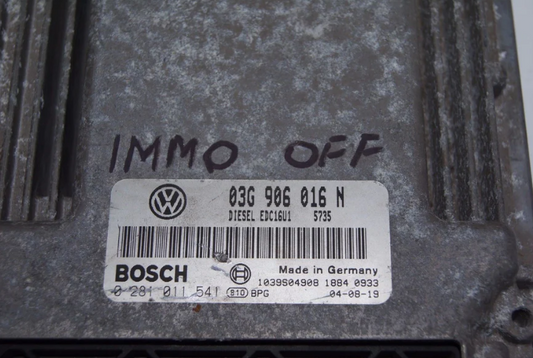 IMMO OFF
03G 906 016 N
DIESEL EDC16U1 5735
BOSCH
Made in Germany
1039S04908 1884 0933
0 281 011 541 810 BPG 04-08-19